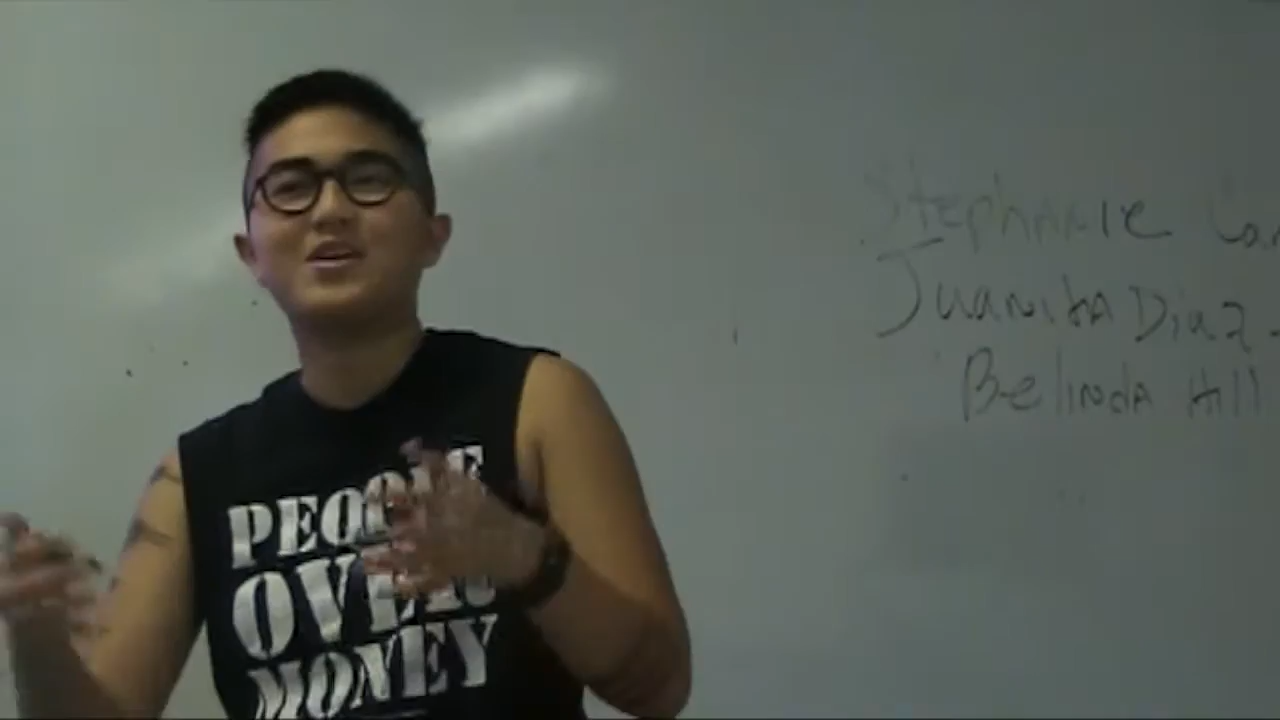 PEOPLE
OVER
MONEY
Stephanie
Juanita Diaz
Belinda Hill